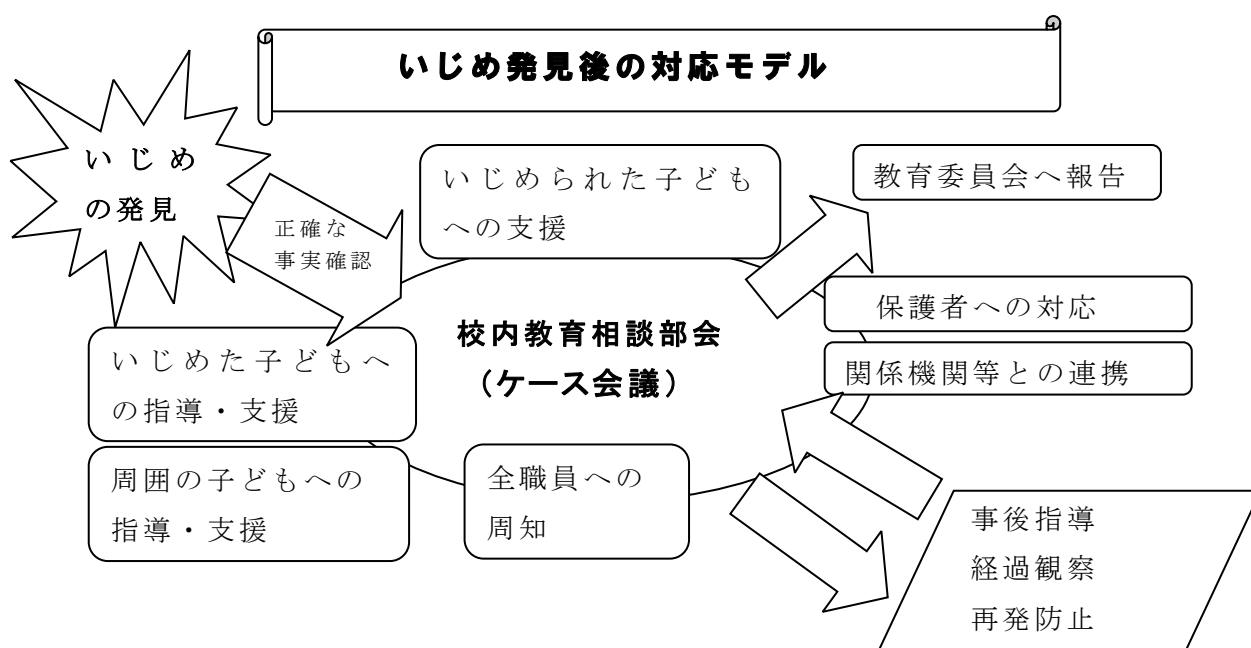 いじめ発見後の対応モデル
いじめ
の発見
正確な
事実確認
いじめられた子ども
への支援
教育委員会へ報告
保護者への対応
関係機関等との連携
校内教育相談部会
（ケース会議）
いじめた子どもへ
の指導・支援
周囲の子どもへの
指導・支援
全職員への
周知
事後指導
経過観察
再発防止